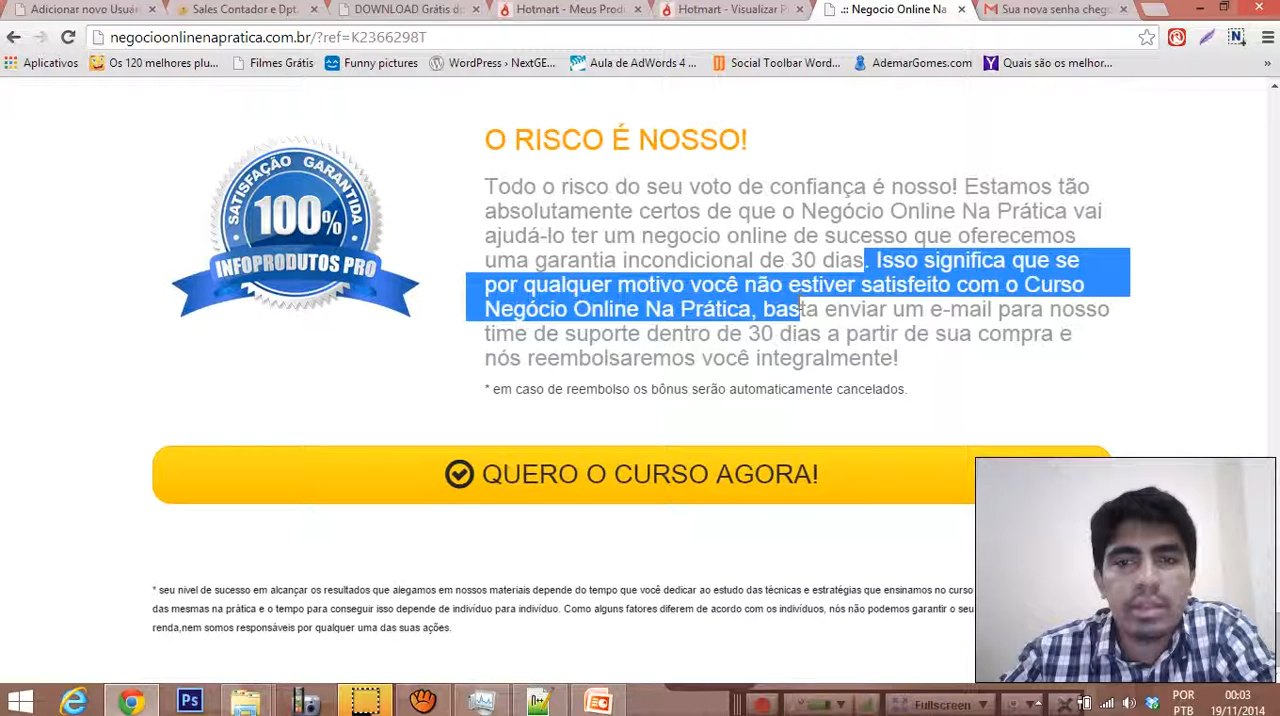 Adicionar novo Usuá
Sales Contador e Dpt.
DOWNLOAD Grátis do
Hotmart - Meus Prod
Hotmart - Visualizar P
.:: Negocio Online Na
Sua nova senha cheg
negocioonlinenapratica.com.br/?ref=K2366298T
Aplicativos
Os 120 melhores plu...
Filmes Grátis
Funny pictures
WordPress › NextGE...
Aula de AdWords 4 ...
Social Toolbar Wor...
AdemarGomes.com
Quais são os melhor...
»
SATISFAÇÃO GARANTIDA
100%
INFOPRODUTOS PRO
O RISCO É NOSSO!
Todo o risco do seu voto de confiança é nosso! Estamos tão
absolutamente certos de que o Negócio Online Na Prática vai
ajudá-lo ter um negocio online de sucesso que oferecemos
uma garantia incondicional de 30 dias. Isso significa que se
por qualquer motivo você não estiver satisfeito com o Curso
Negócio Online Na Prática, basta enviar um e-mail para nosso
time de suporte dentro de 30 dias a partir de sua compra e
nós reembolsaremos você integralmente!
* em caso de reembolso os bônus serão automaticamente cancelados.
QUERO O CURSO AGORA!
* seu nivel de sucesso em alcançar os resultados que alegamos em nossos materiais depende do tempo que você dedicar ao estudo das técnicas e estratégias que ensinamos no curso
das mesmas na prática e o tempo para conseguir isso depende de indivíduo para indivíduo. Como alguns fatores diferem de acordo com os indivíduos, nós não podemos garantir o seu
renda,nem somos responsáveis por qualquer uma das suas ações.
Ps
Fullscreen
POR
PTB
00:03
19/11/2014